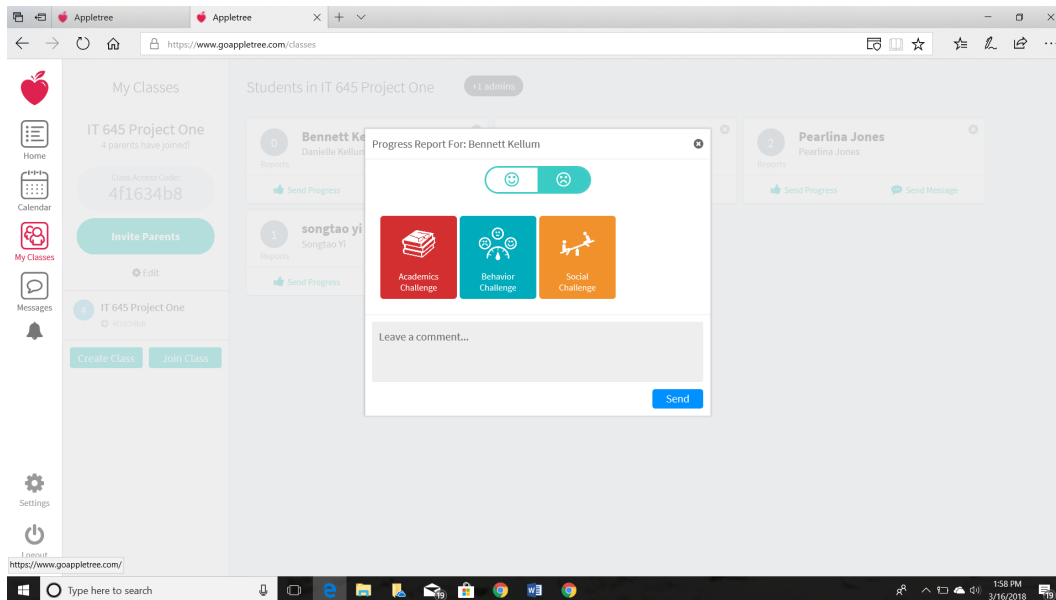 Appletree
Appletree
https://www.goappletree.com/classes
Home
Calendar
My Classes
Messages
Settings
Logout
https://www.goappletree.com/
My Classes
IT 645 Project One
4 parents have joined!
Class Access Code:
4f1634b8
Invite Parents
Edit
4
IT 645 Project One
4f1634b8
Create Class
Join Class
Students in IT 645 Project One
+1 admins
0
Reports
Bennett Ke
Danielle Kellum
Send Progress
2
Reports
Pearlina Jones
Pearlina Jones
Send Progress
Send Message
1
Reports
songtao yi
Songtao Yi
Send Progress
Progress Report For: Bennett Kellum
Academics
Challenge
Behavior
Challenge
Social
Challenge
Leave a comment...
Send
Type here to search
19
1:58 PM
3/16/2018
19